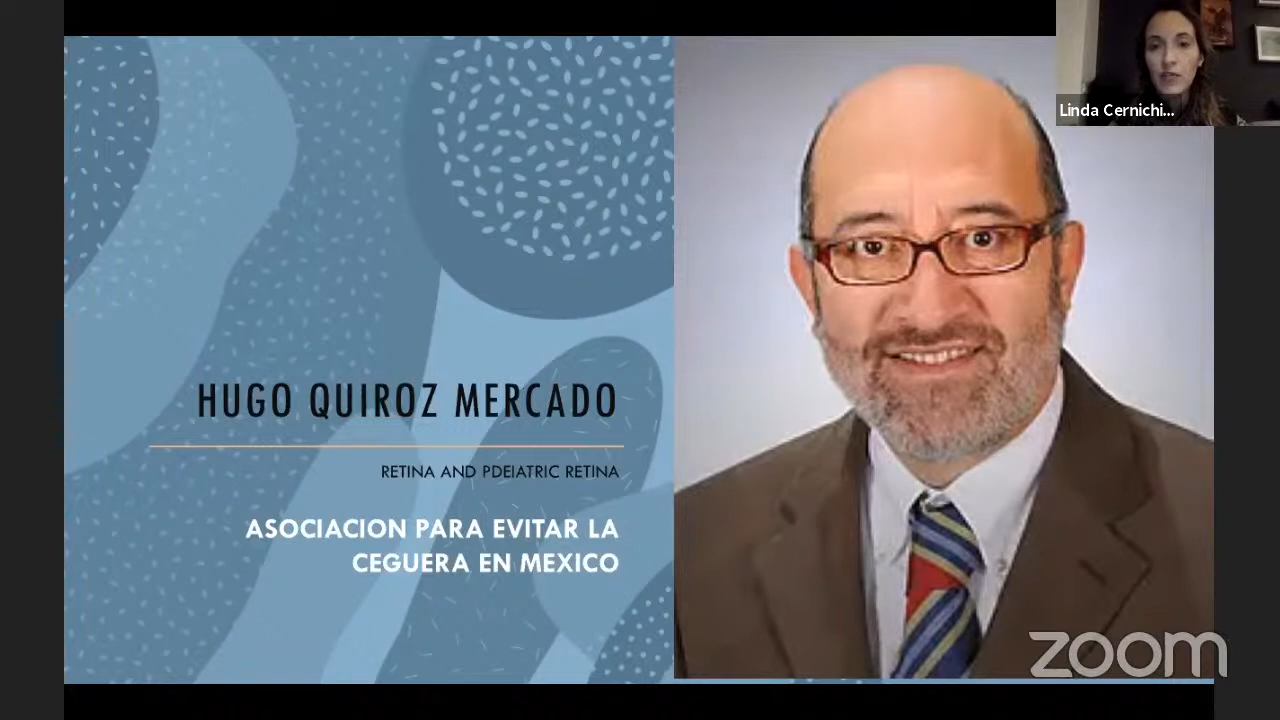 Linda Cernichi...
HUGO QUIROZ MERCADO
RETINA AND PDEIATRIC RETINA
ASOCIACION PARA EVITAR LA
CEGUERA EN MEXICO
zoom